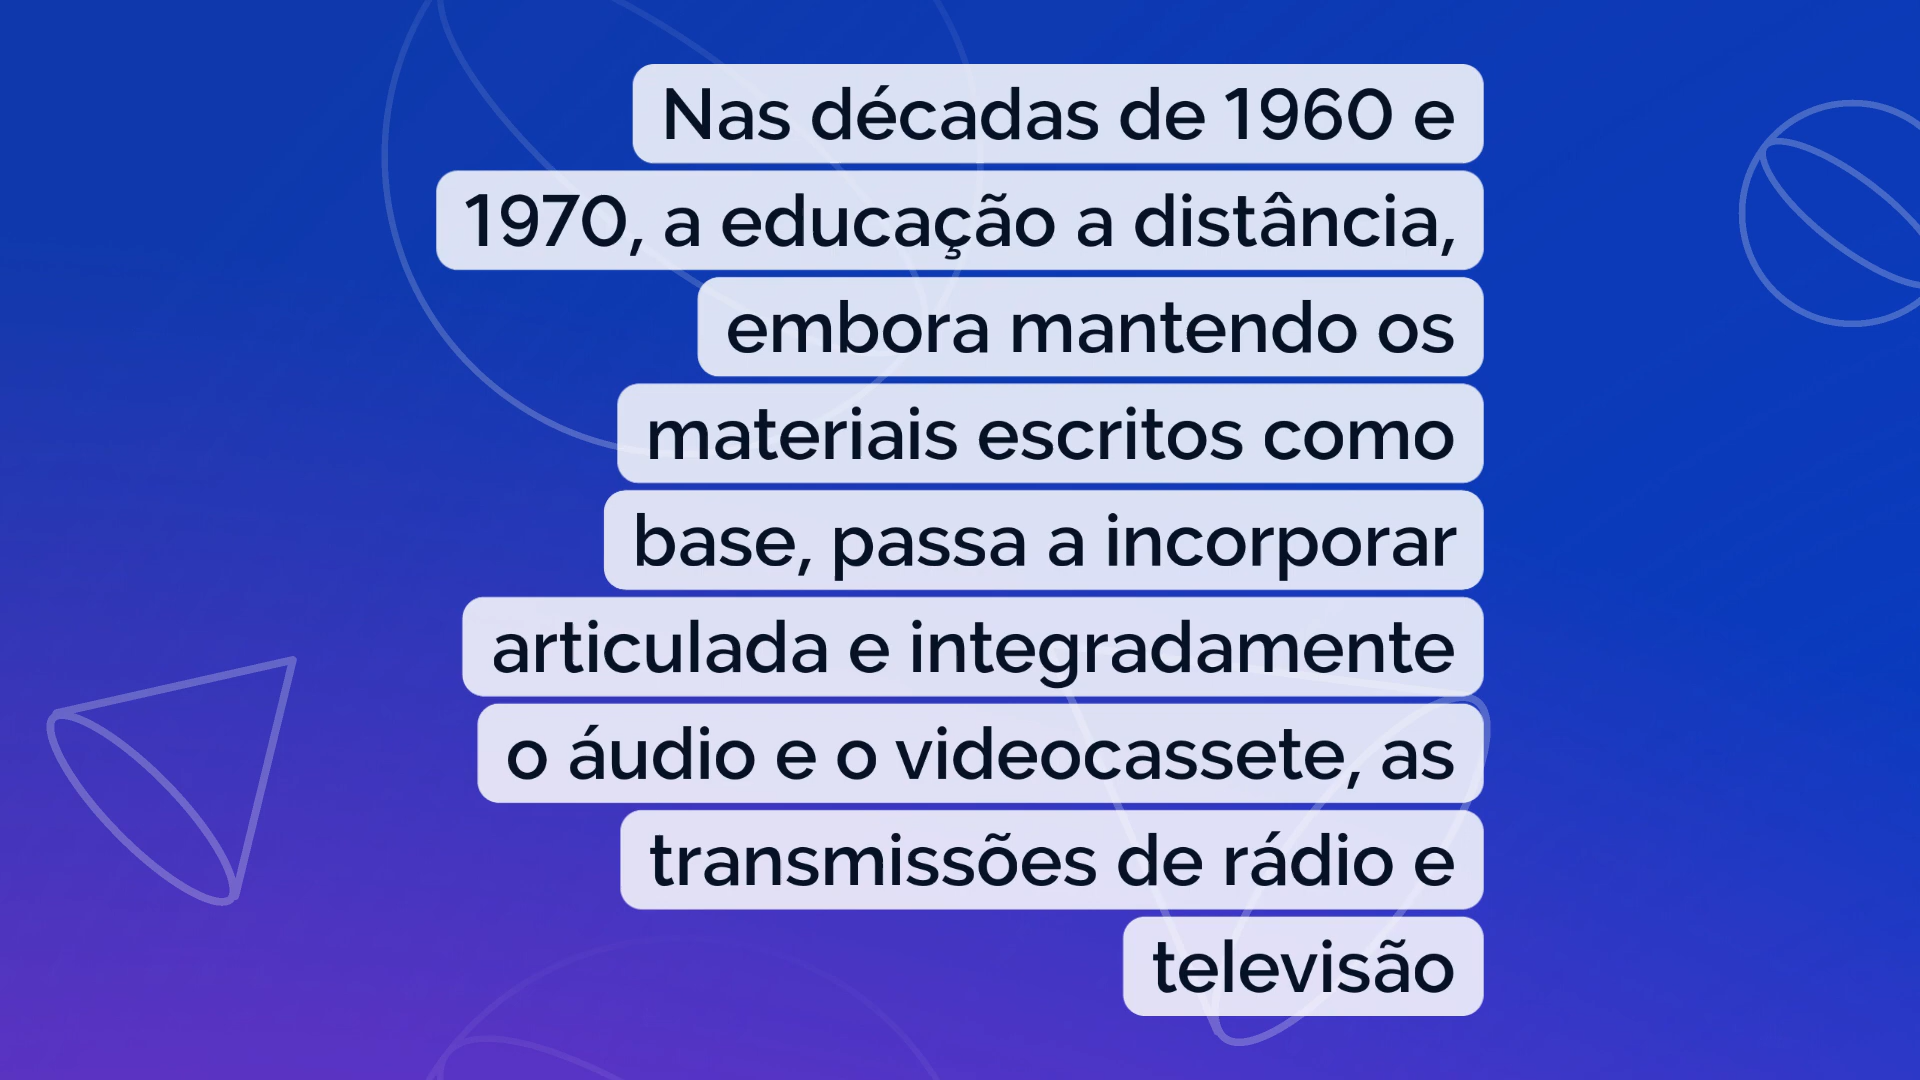 Nas décadas de 1960 e
1970, a educação a distância,
embora mantendo os
materiais escritos como
base, passa a incorporar
articulada e integradamente
o áudio e o videocassete, as
transmissões de rádio e
televisão